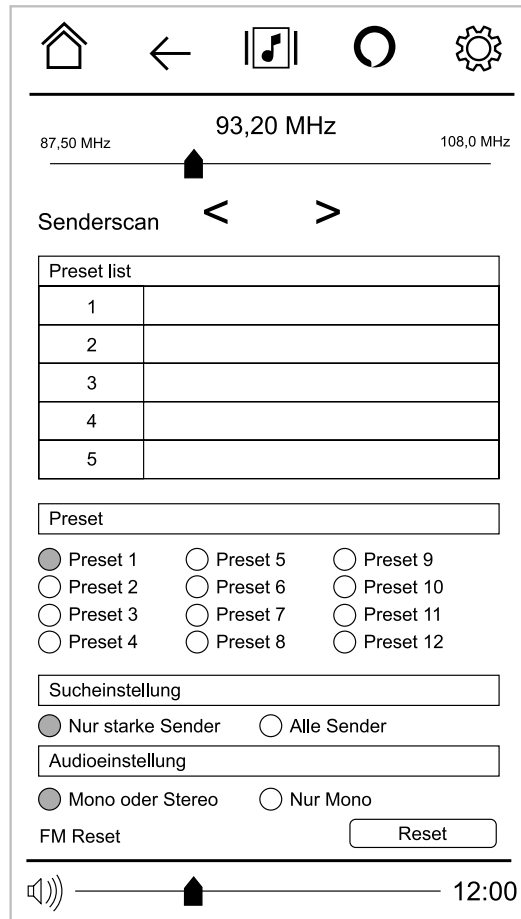 93,20 MHz
87,50 MHz
108,0 MHz
Senderscan < >
Preset list
1
2
3
4
5
Preset
Preset 1 Preset 5 Preset 9
Preset 2 Preset 6 Preset 10
Preset 3 Preset 7 Preset 11
Preset 4 Preset 8 Preset 12
Sucheinstellung
Nur starke Sender Alle Sender
Audioeinstellung
Mono oder Stereo Nur Mono
FM Reset Reset
12:00